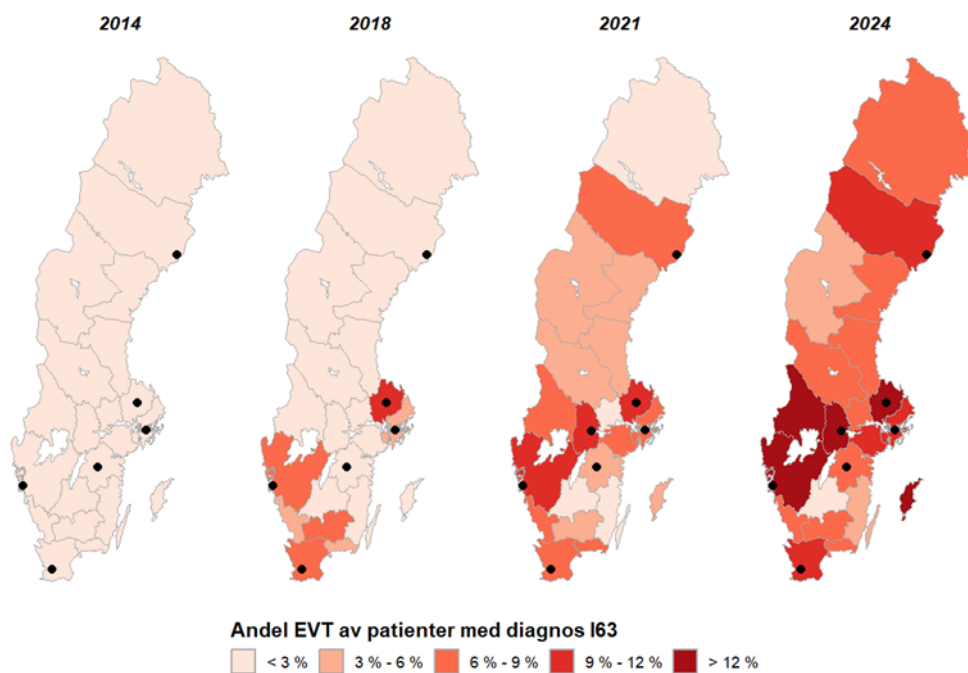 2014 2018 2021 2024
Andel EVT av patienter med diagnos I63
< 3 % 3 % - 6 % 6 % - 9 % 9 % - 12 % > 12 %